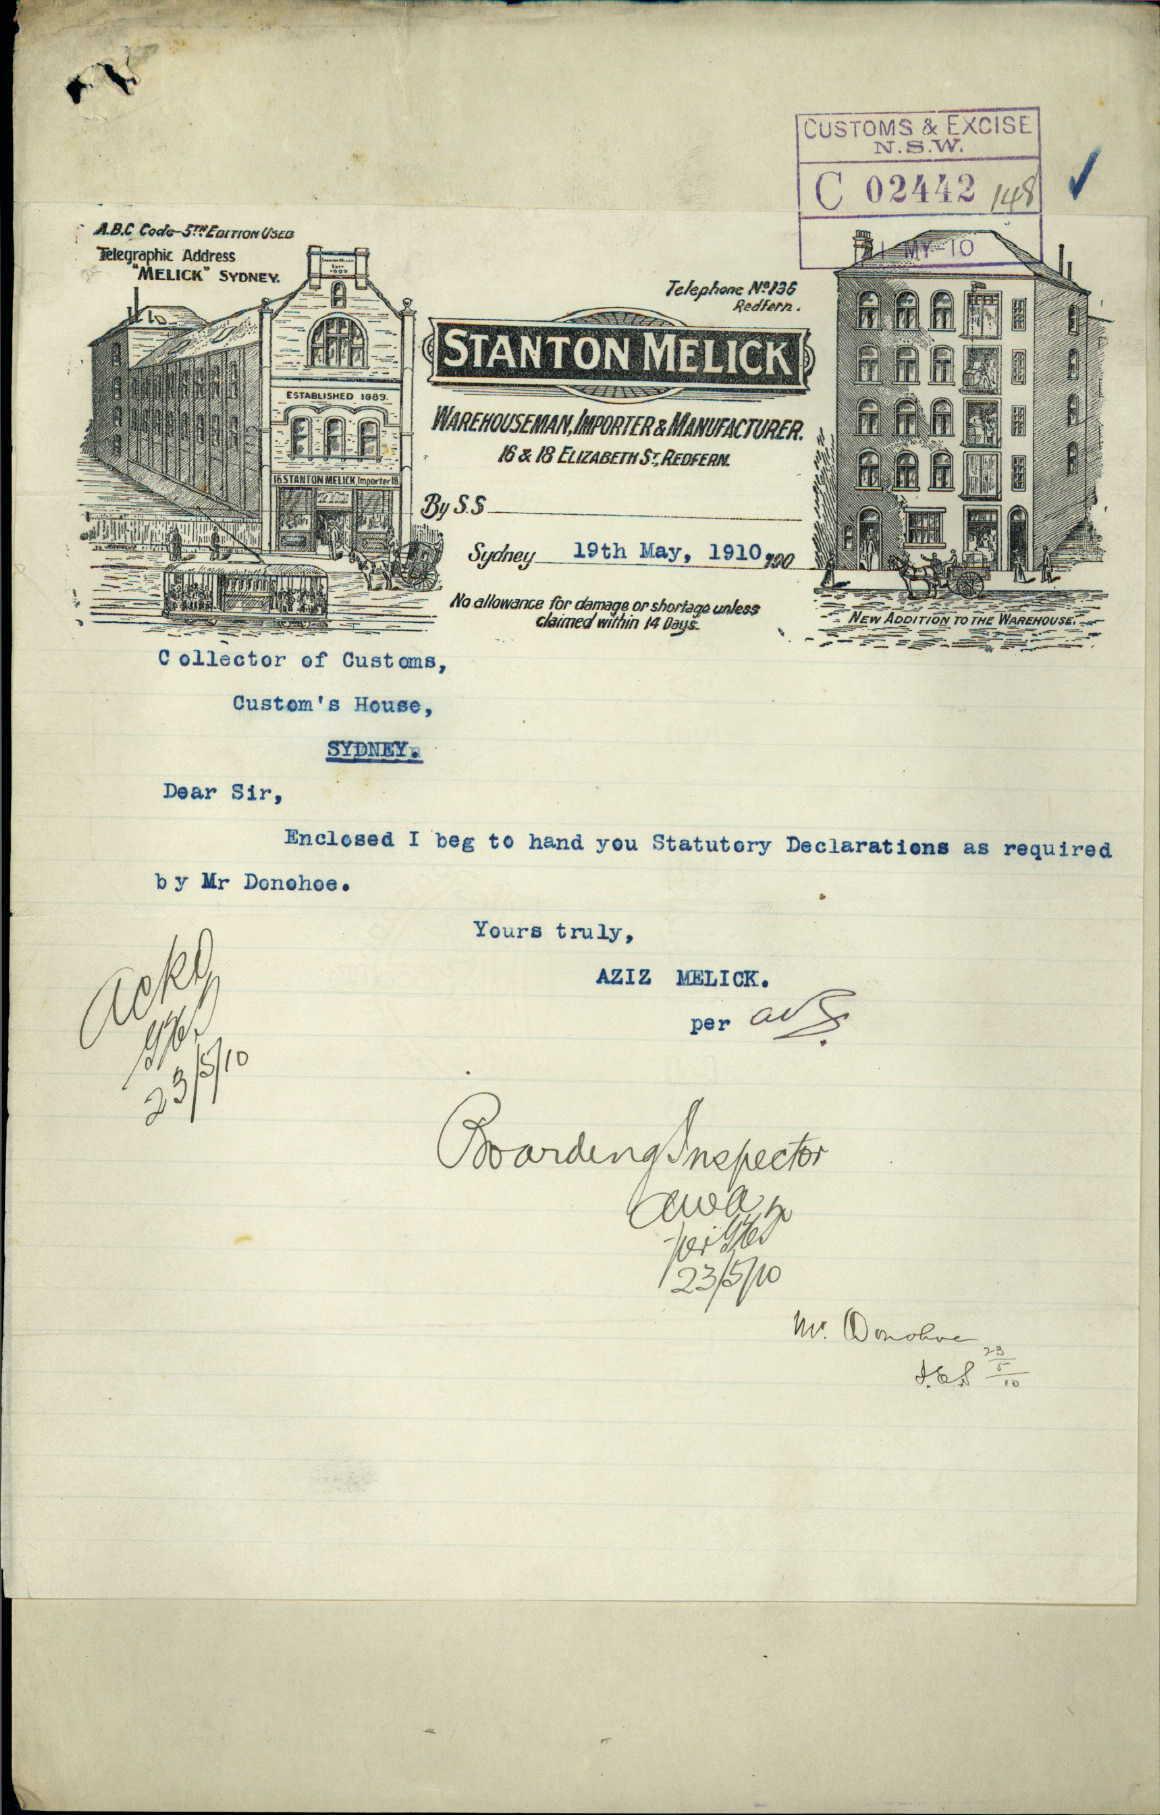 CUSTOMS & EXCISE
N.S.W.
C 02442 148
MY 10
A.B.C Code-5TH EDITION USED
Telegraphic Address
"MELICK" SYDNEY.
Telephone No 136
Redfern.
STANTON MELICK
WAREHOUSEMAN, IMPORTER & MANUFACTURER.
16 & 18 ELIZABETH ST, REDFERN.
ESTABLISHED 1889.
16 STANTON MELICK, Importer 18
By S.S
Sydney 19th May, 1910, 190
No allowance for damage or shortage unless
claimed within 14 Days.
NEW ADDITION TO THE WAREHOUSE.
Collector of Customs,
Custom's House,
SYDNEY.
Dear Sir,
Enclosed I beg to hand you Statutory Declarations as required
by Mr Donohoe.
Yours truly,
AZIZ MELICK.
per
Ackd
23/5/10
Boarding Inspector
per
23/5/10
Mr. Donohoe
23/5/10